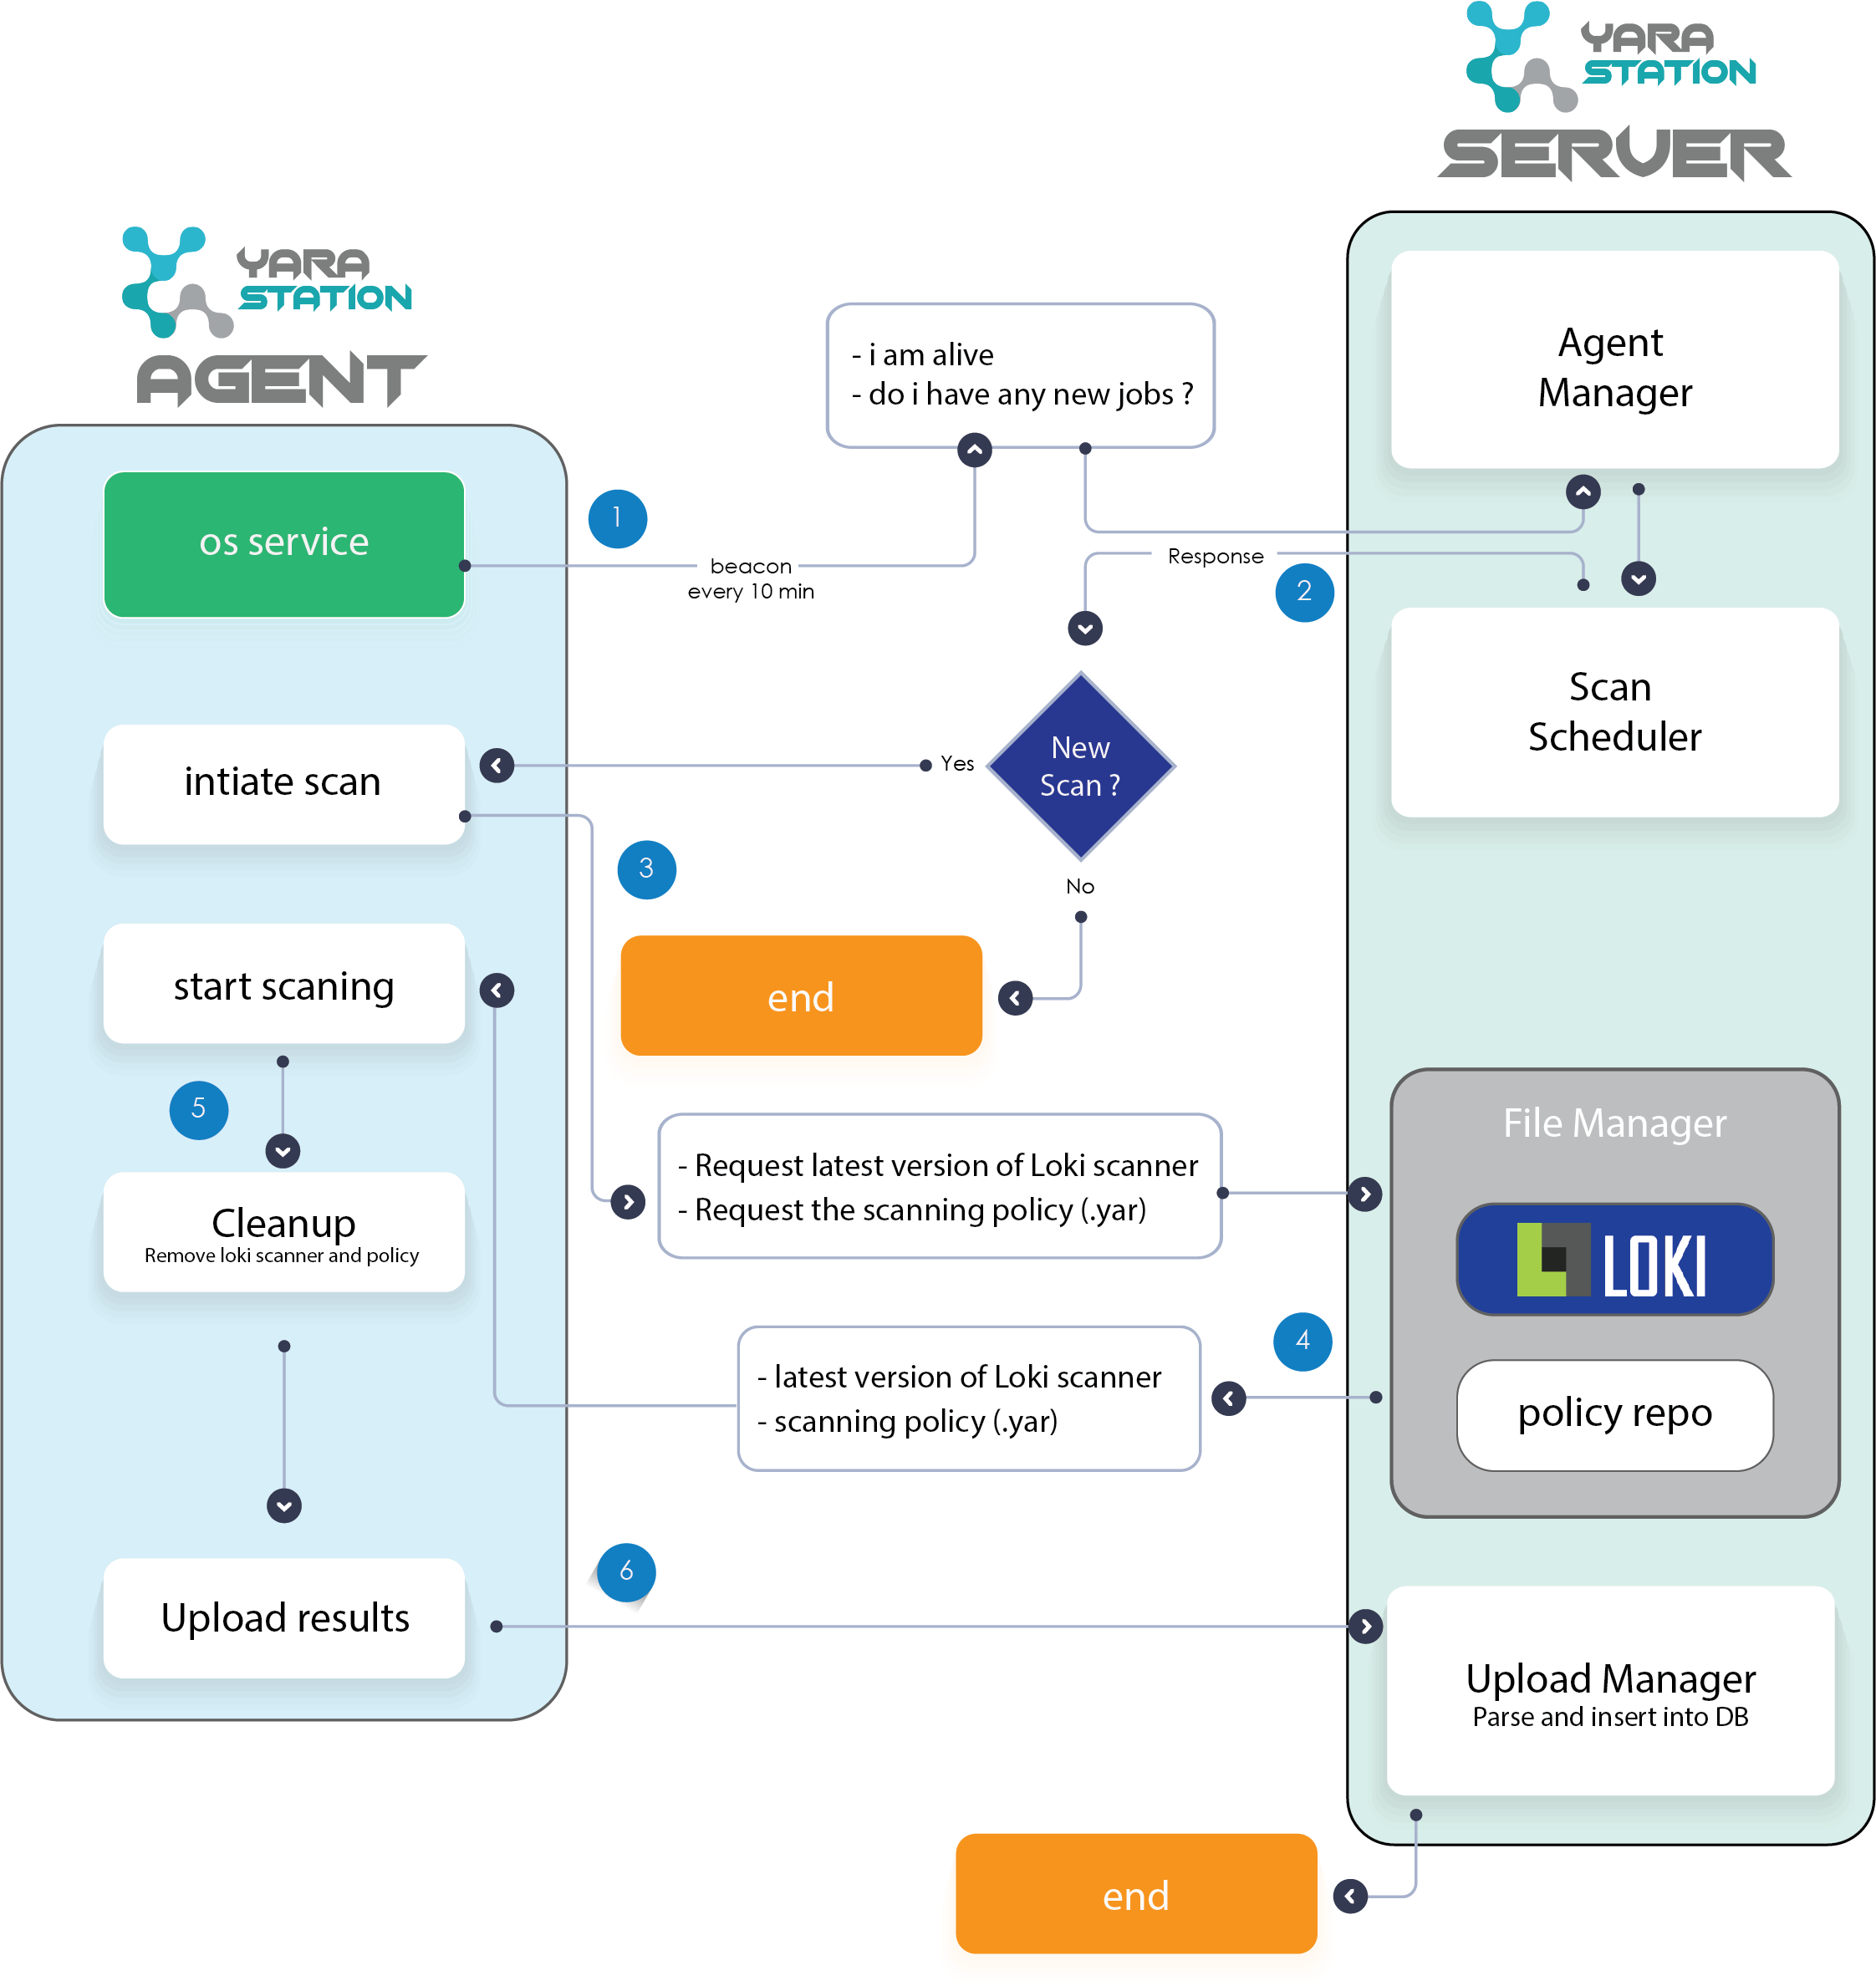 YARA
STATION
SERVER
YARA
STATION
AGENT
- i am alive
- do i have any new jobs ?
Agent
Manager
os service
1
beacon
every 10 min
Response
2
Scan
Scheduler
New
Scan ?
Yes
No
intiate scan
3
end
start scaning
5
Cleanup
Remove loki scanner and policy
- Request latest version of Loki scanner
- Request the scanning policy (.yar)
File Manager
LOKI
policy repo
4
- latest version of Loki scanner
- scanning policy (.yar)
6
Upload results
Upload Manager
Parse and insert into DB
end